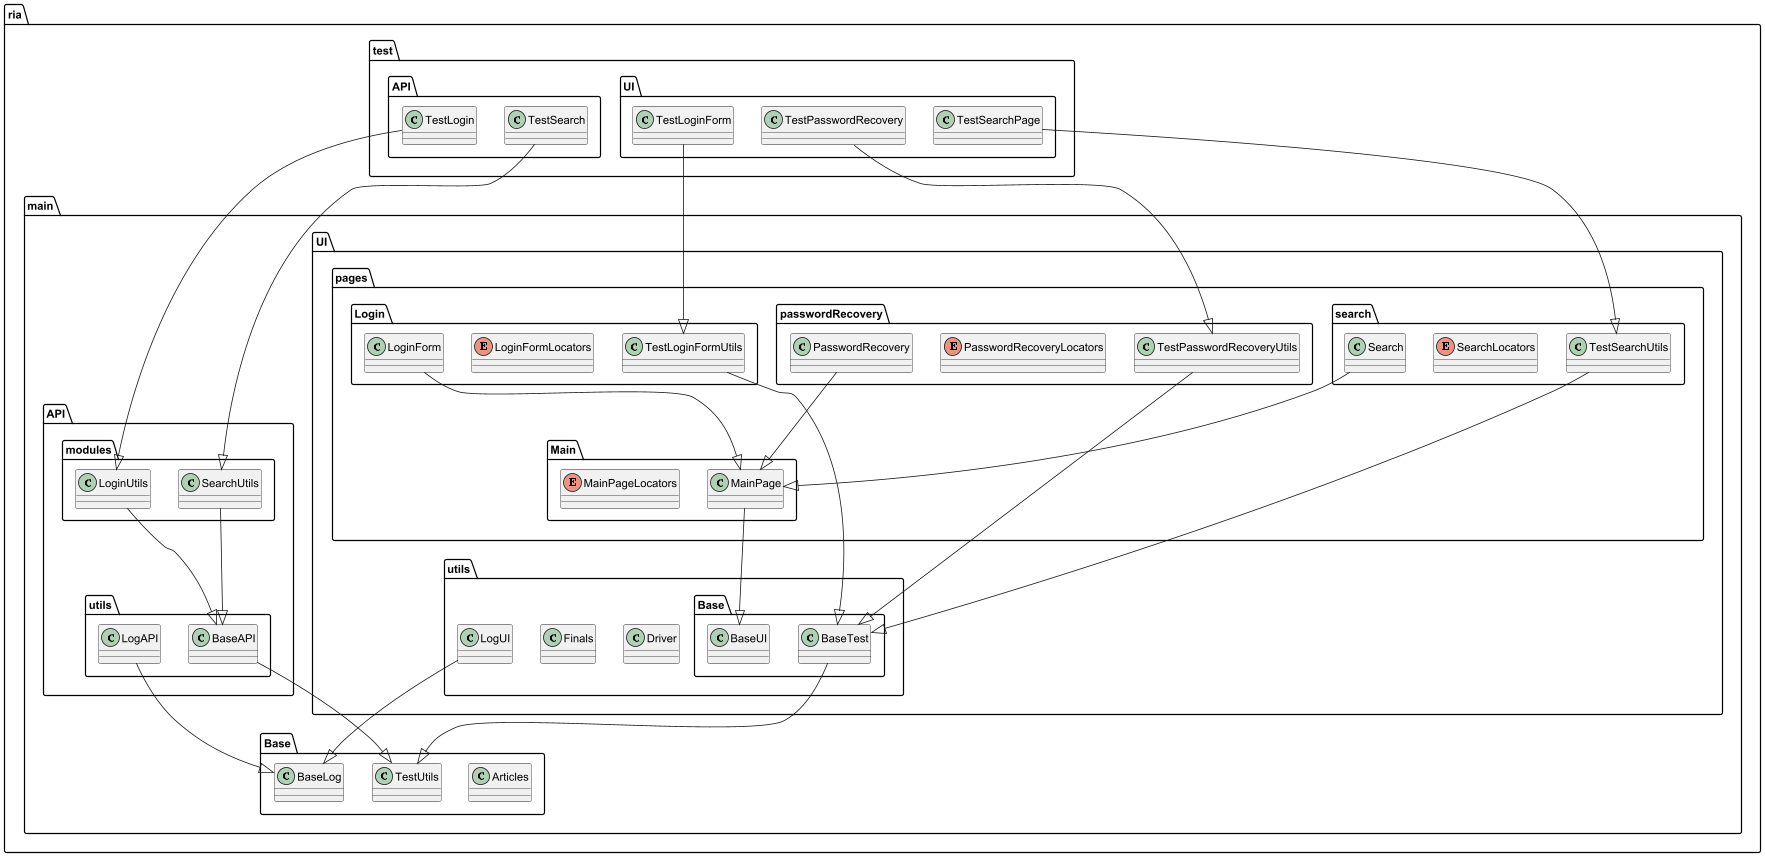 ria
test
API
UI
C TestLogin
C TestSearch
C TestLoginForm
C TestPasswordRecovery
C TestSearchPage
main
UI
pages
Login
passwordRecovery
search
C LoginForm
E LoginFormLocators
C TestLoginFormUtils
C PasswordRecovery
E PasswordRecoveryLocators
C TestPasswordRecoveryUtils
C Search
E SearchLocators
C TestSearchUtils
API
modules
Main
C LoginUtils
C SearchUtils
E MainPageLocators
C MainPage
utils
utils
Base
C LogAPI
C BaseAPI
C LogUI
C Finals
C Driver
C BaseUI
C BaseTest
Base
C BaseLog
C TestUtils
C Articles